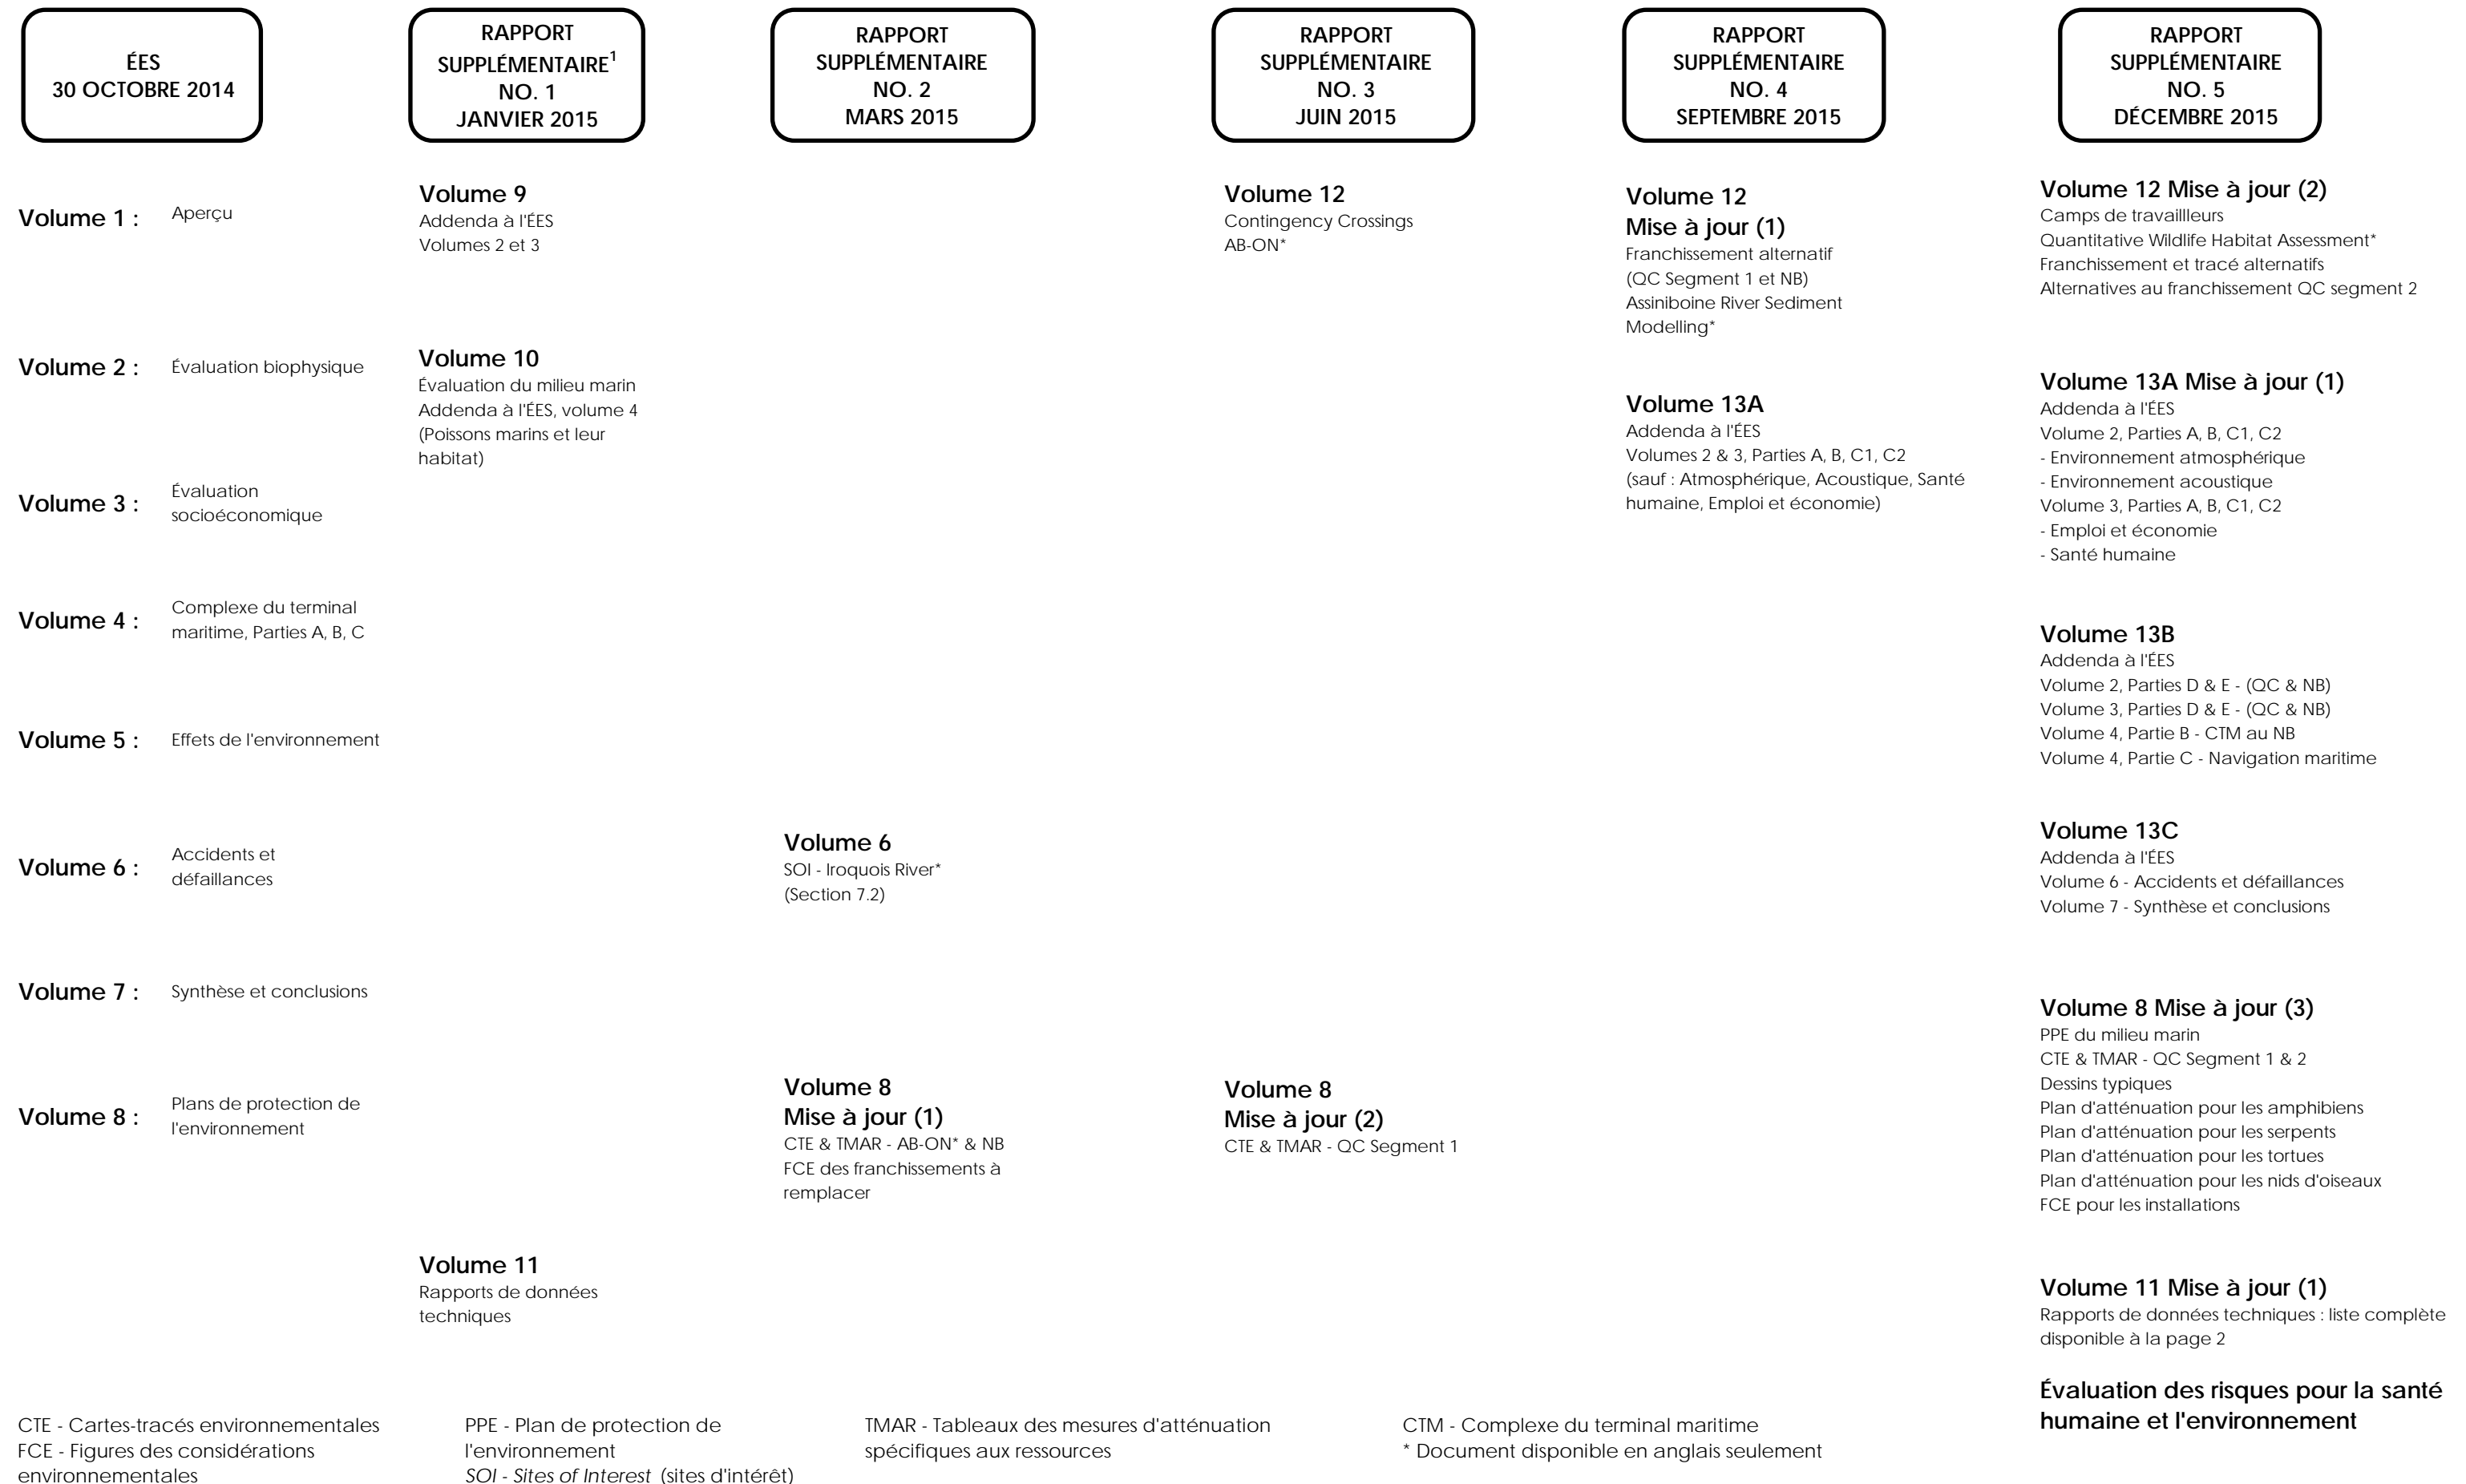 ÉES
30 OCTOBRE 2014
RAPPORT
SUPPLÉMENTAIRE1
NO. 1
JANVIER 2015
RAPPORT
SUPPLÉMENTAIRE
NO. 2
MARS 2015
RAPPORT
SUPPLÉMENTAIRE
NO. 3
JUIN 2015
RAPPORT
SUPPLÉMENTAIRE
NO. 4
SEPTEMBRE 2015
RAPPORT
SUPPLÉMENTAIRE
NO. 5
DÉCEMBRE 2015
Volume 1 : Aperçu
Volume 2 : Évaluation biophysique
Volume 3 : Évaluation
socioéconomique
Volume 4 : Complexe du terminal
maritime, Parties A, B, C
Volume 5 : Effets de l'environnement
Volume 6 : Accidents et
défaillances
Volume 7 : Synthèse et conclusions
Volume 8 : Plans de protection de
l'environnement
Volume 9
Addenda à l'ÉES
Volumes 2 et 3
Volume 10
Évaluation du milieu marin
Addenda à l'ÉES, volume 4
(Poissons marins et leur
habitat)
Volume 11
Rapports de données
techniques
Volume 6
SOI - Iroquois River*
(Section 7.2)
Volume 8
Mise à jour (1)
CTE & TMAR - AB-ON* & NB
FCE des franchissements à
remplacer
Volume 12
Contingency Crossings
AB-ON*
Volume 8
Mise à jour (2)
CTE & TMAR - QC Segment 1
Volume 12
Mise à jour (1)
Franchissement alternatif
(QC Segment 1 et NB)
Assiniboine River Sediment
Modelling*
Volume 13A
Addenda à l'ÉES
Volumes 2 & 3, Parties A, B, C1, C2
(sauf : Atmosphérique, Acoustique, Santé
humaine, Emploi et économie)
Volume 12 Mise à jour (2)
Camps de travaillleurs
Quantitative Wildlife Habitat Assessment*
Franchissement et tracé alternatifs
Alternatives au franchissement QC segment 2
Volume 13A Mise à jour (1)
Addenda à l'ÉES
Volume 2, Parties A, B, C1, C2
- Environnement atmosphérique
- Environnement acoustique
Volume 3, Parties A, B, C1, C2
- Emploi et économie
- Santé humaine
Volume 13B
Addenda à l'ÉES
Volume 2, Parties D & E - (QC & NB)
Volume 3, Parties D & E - (QC & NB)
Volume 4, Partie B - CTM au NB
Volume 4, Partie C - Navigation maritime
Volume 13C
Addenda à l'ÉES
Volume 6 - Accidents et défaillances
Volume 7 - Synthèse et conclusions
Volume 8 Mise à jour (3)
PPE du milieu marin
CTE & TMAR - QC Segment 1 & 2
Dessins typiques
Plan d'atténuation pour les amphibiens
Plan d'atténuation pour les serpents
Plan d'atténuation pour les tortues
Plan d'atténuation pour les nids d'oiseaux
FCE pour les installations
Volume 11 Mise à jour (1)
Rapports de données techniques : liste complète
disponible à la page 2
Évaluation des risques pour la santé
humaine et l'environnement
CTE - Cartes-tracés environnementales
FCE - Figures des considérations
environnementales
PPE - Plan de protection de
l'environnement
SOI - Sites of Interest (sites d'intérêt)
TMAR - Tableaux des mesures d'atténuation
spécifiques aux ressources
CTM - Complexe du terminal maritime
* Document disponible en anglais seulement